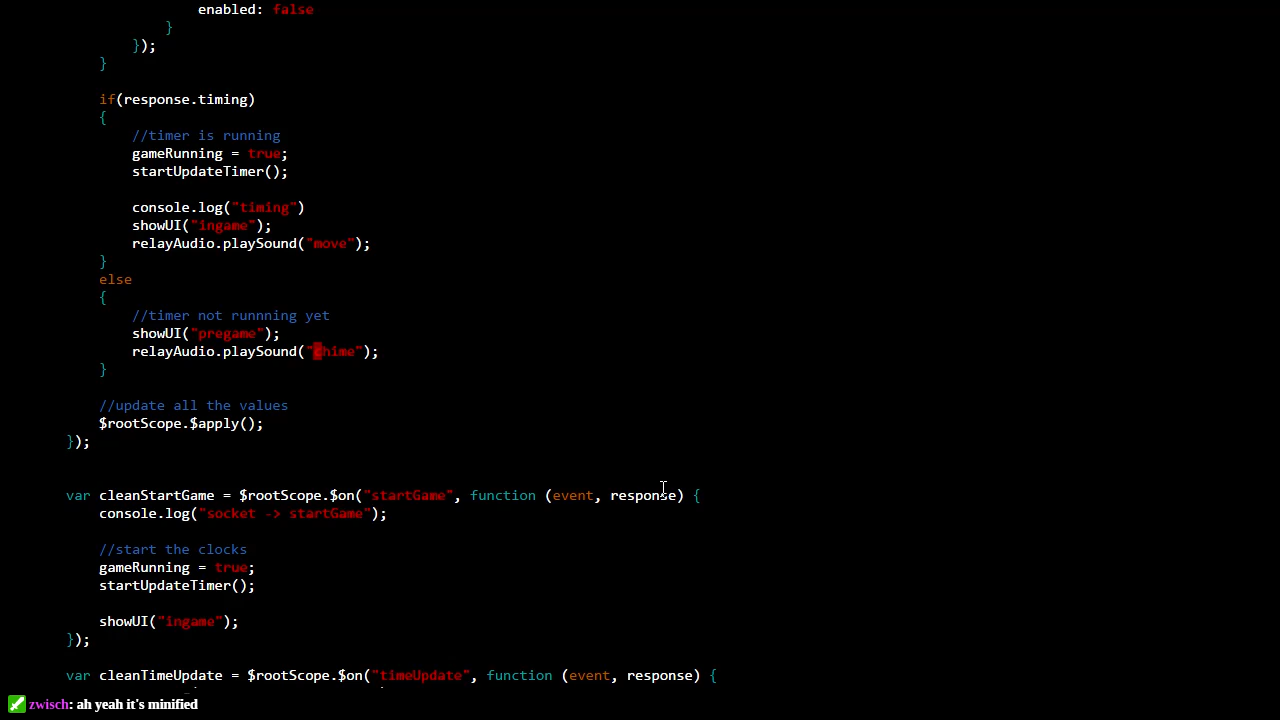 enabled: false
}
});
}
if(response.timing)
{
//timer is running
gameRunning = true;
startUpdateTimer();
console.log("timing")
showUI("ingame");
relayAudio.playSound("move");
}
else
{
//timer not runnning yet
showUI("pregame");
relayAudio.playSound("chime");
}
//update all the values
$rootScope.$apply();
});
var cleanStartGame = $rootScope.$on("startGame", function (event, response) {
console.log("socket -> startGame");
//start the clocks
gameRunning = true;
startUpdateTimer();
showUI("ingame");
});
var cleanTimeUpdate = $rootScope.$on("timeUpdate", function (event, response) {
zwisch: ah yeah it's minified